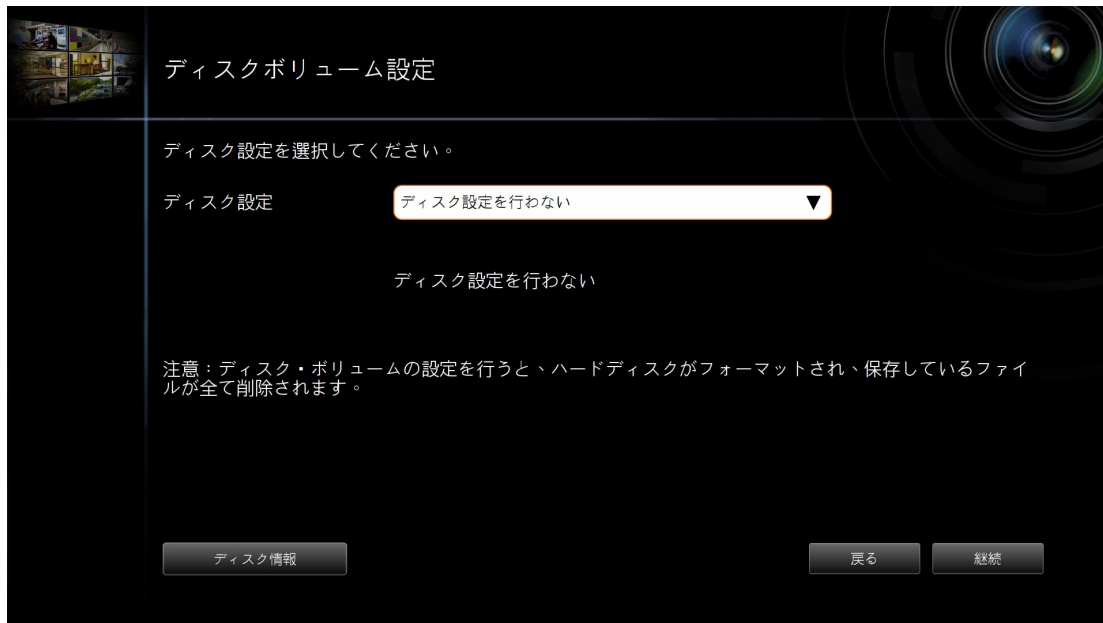 ディスクボリューム設定
ディスク設定を選択してください。
ディスク設定
ディスク設定を行わない ▼
ディスク設定を行わない
注意：ディスク・ボリュームの設定を行うと、ハードディスクがフォーマットされ、保存しているファイ
ルが全て削除されます。
ディスク情報
戻る
継続